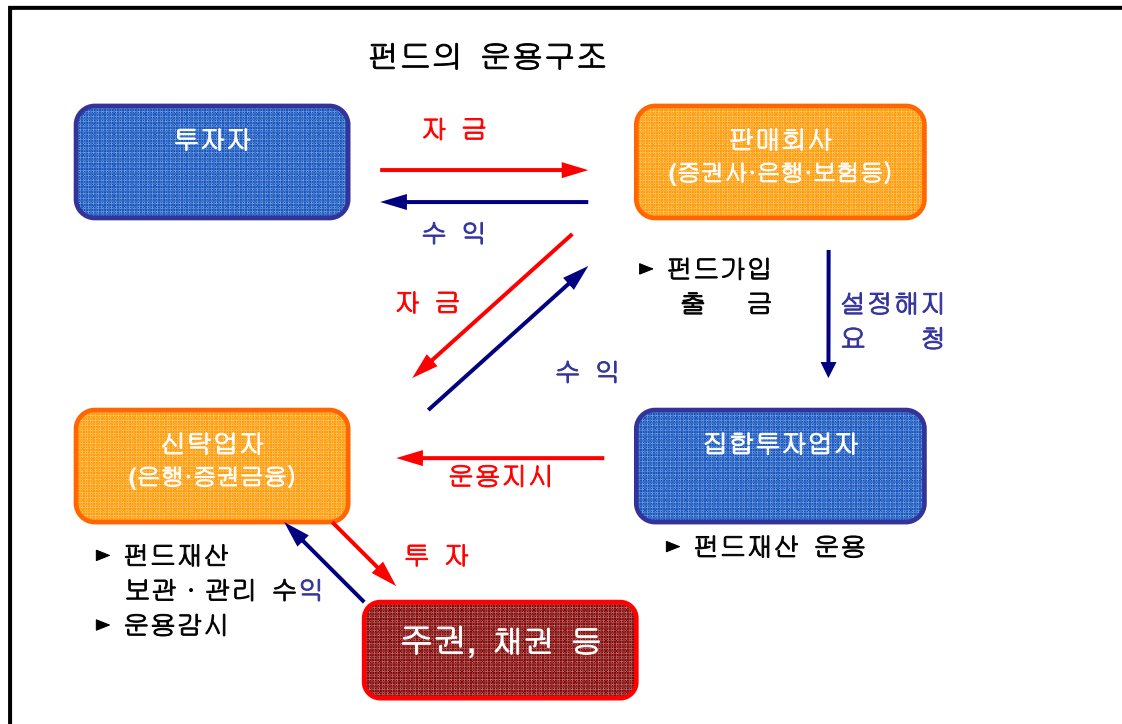 펀드의 운용구조
투자자
자 금
판매회사
(증권사·은행·보험등)
수 익
► 펀드가입
출 금
자 금
설정해지
요 청
수 익
신탁업자
(은행·증권금융)
집합투자업자
운용지시
► 펀드재산
보관 · 관리 수익
► 운용감시
투 자
► 펀드재산 운용
주권, 채권 등